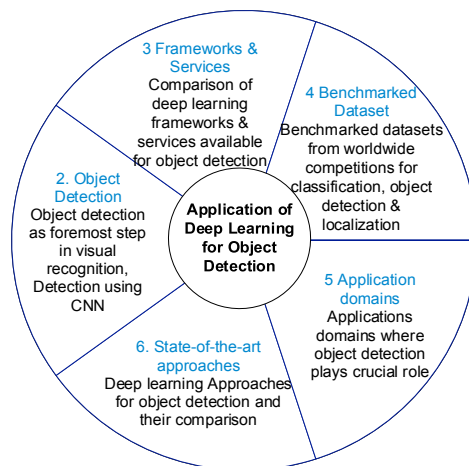 3 Frameworks &
Services
Comparison of
deep learning
frameworks &
services available
for object detection
4 Benchmarked
Dataset
Benchmarked datasets
from worldwide
competitions for
classification, object
detection &
localization
2. Object
Detection
Object detection
as foremost step
in visual
recognition,
Detection using
CNN
Application of
Deep Learning
for Object
Detection
5 Application
domains
Applications
domains where
object detection
plays crucial role
6. State-of-the-art
approaches
Deep learning Approaches
for object detection and
their comparison